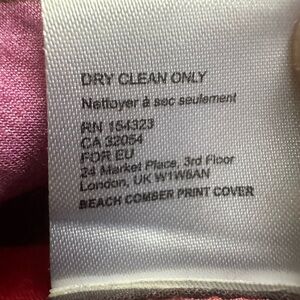 DRY CLEAN ONLY
Nettoyer à sec seulement
RN 154323
CA 32054
FOR EU
24 Market Place, 3rd Floor
London, UK W1W8AN
BEACH COMBER PRINT COVER